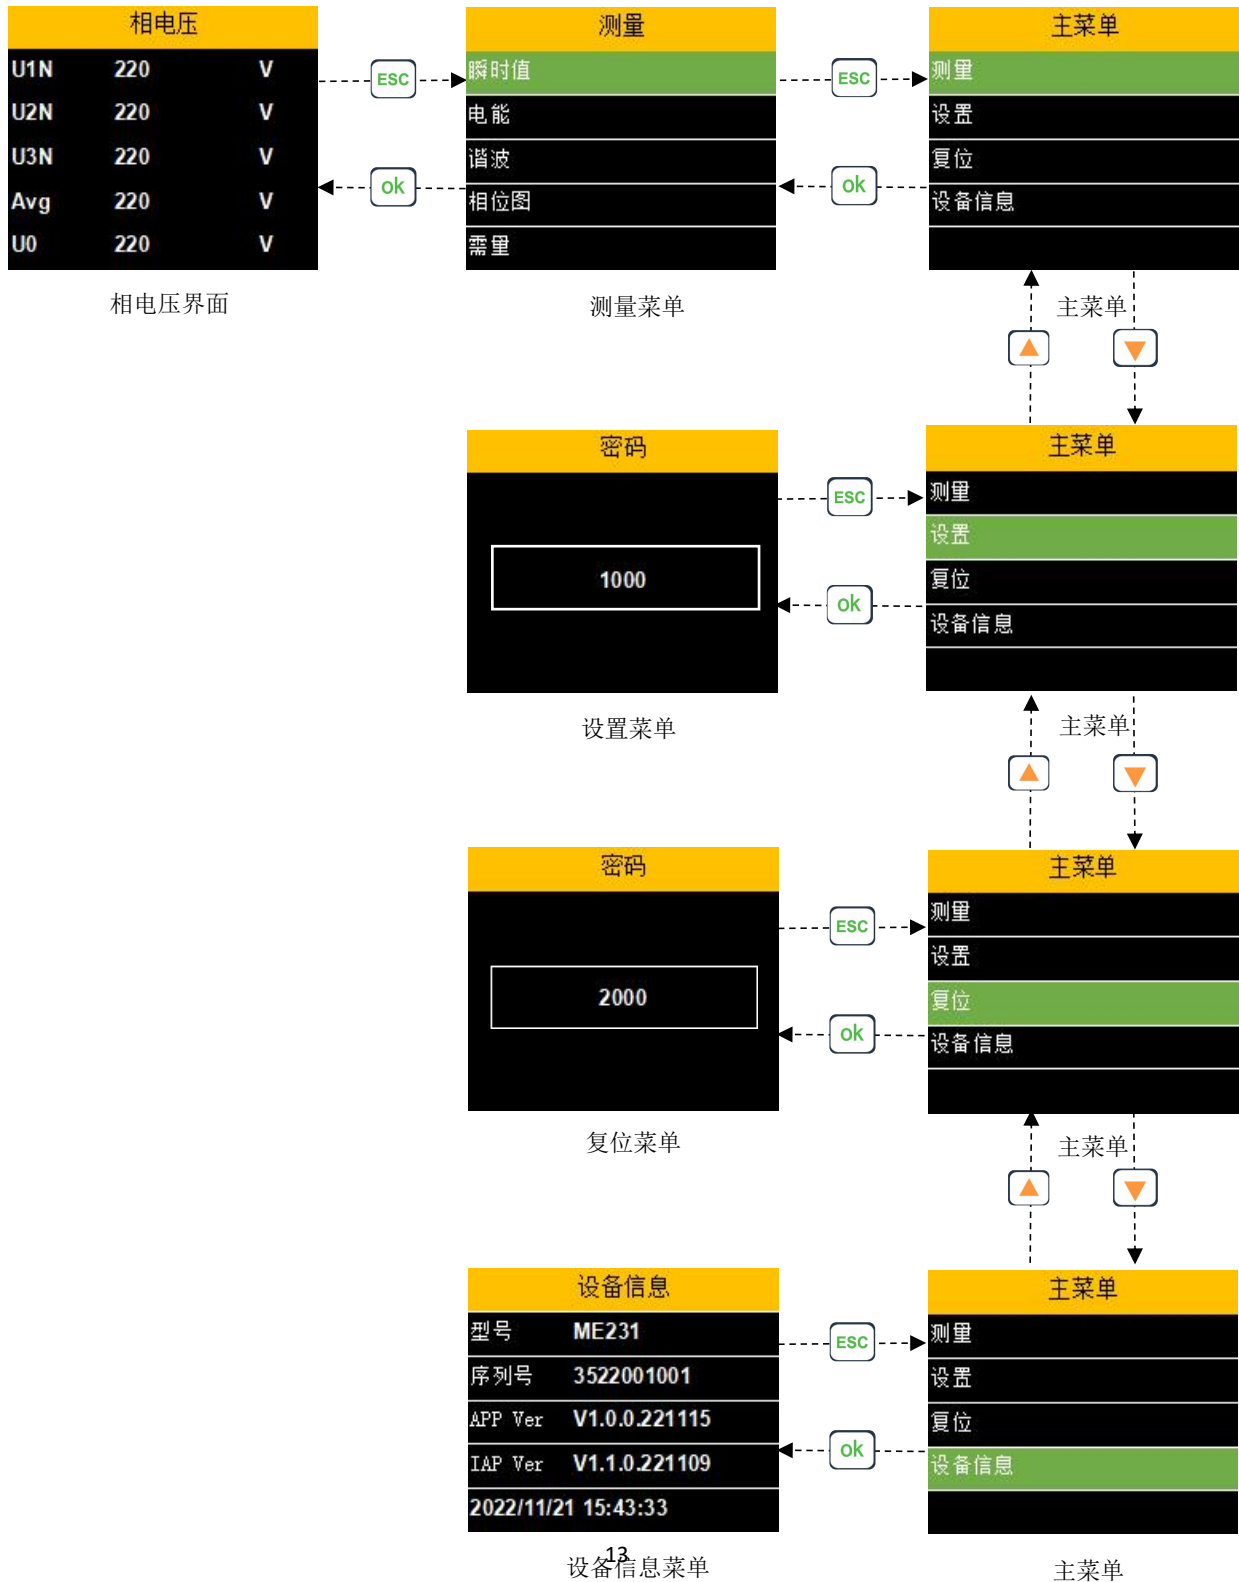 相电压
U1N 220 V
U2N 220 V
U3N 220 V
Avg 220 V
U0 220 V
相电压界面
ESC
ok
测量
瞬时值
电能
谐波
相位图
需量
测量菜单
ESC
ok
主菜单
测量
设置
复位
设备信息
主菜单
密码
1000
设置菜单
ESC
ok
主菜单
测量
设置
复位
设备信息
主菜单
密码
2000
复位菜单
ESC
ok
主菜单
测量
设置
复位
设备信息
主菜单
设备信息
型号 ME231
序列号 3522001001
APP Ver V1.0.0.221115
IAP Ver V1.1.0.221109
2022/11/21 15:43:33
设备信息菜单
ESC
ok
主菜单
测量
设置
复位
设备信息
主菜单
13